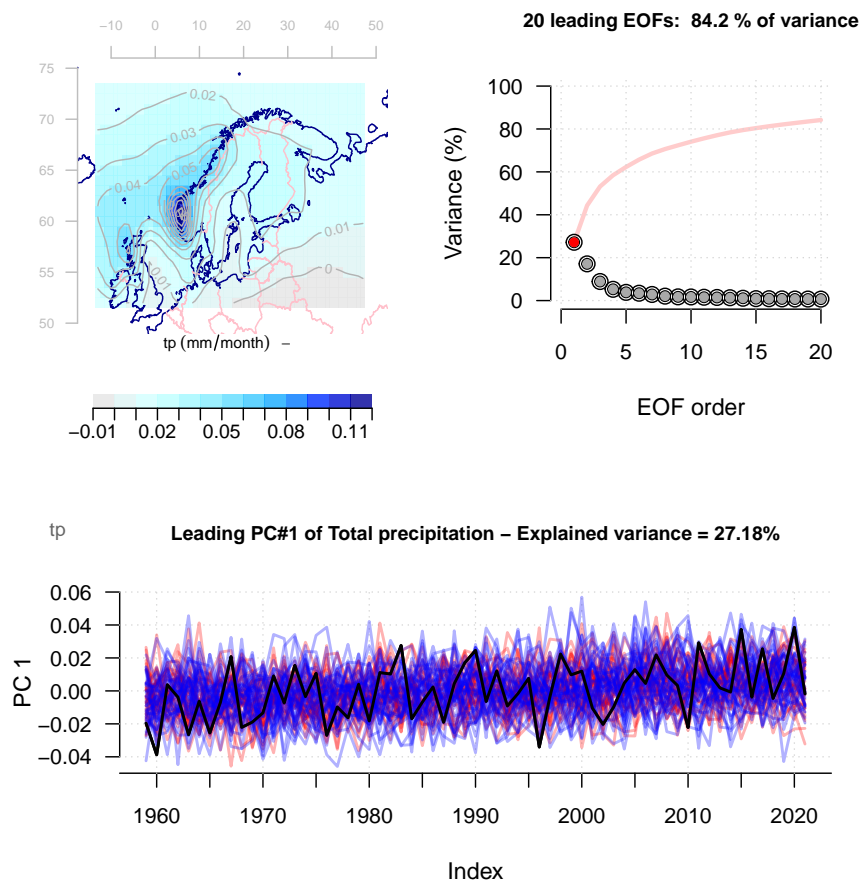 20 leading EOFs: 84.2 % of variance
−10 0 10 20 30 40 50
75
70
65
60
55
50
0.02
0.03
0.05
0.04
0.01
0.01
0
tp (mm/month) −
−0.01 0.02 0.05 0.08 0.11
100
80
60
40
20
0
Variance (%)
0 5 10 15 20
EOF order
tp
Leading PC#1 of Total precipitation − Explained variance = 27.18%
0.06
0.04
0.02
0.00
−0.02
−0.04
PC 1
1960 1970 1980 1990 2000 2010 2020
Index